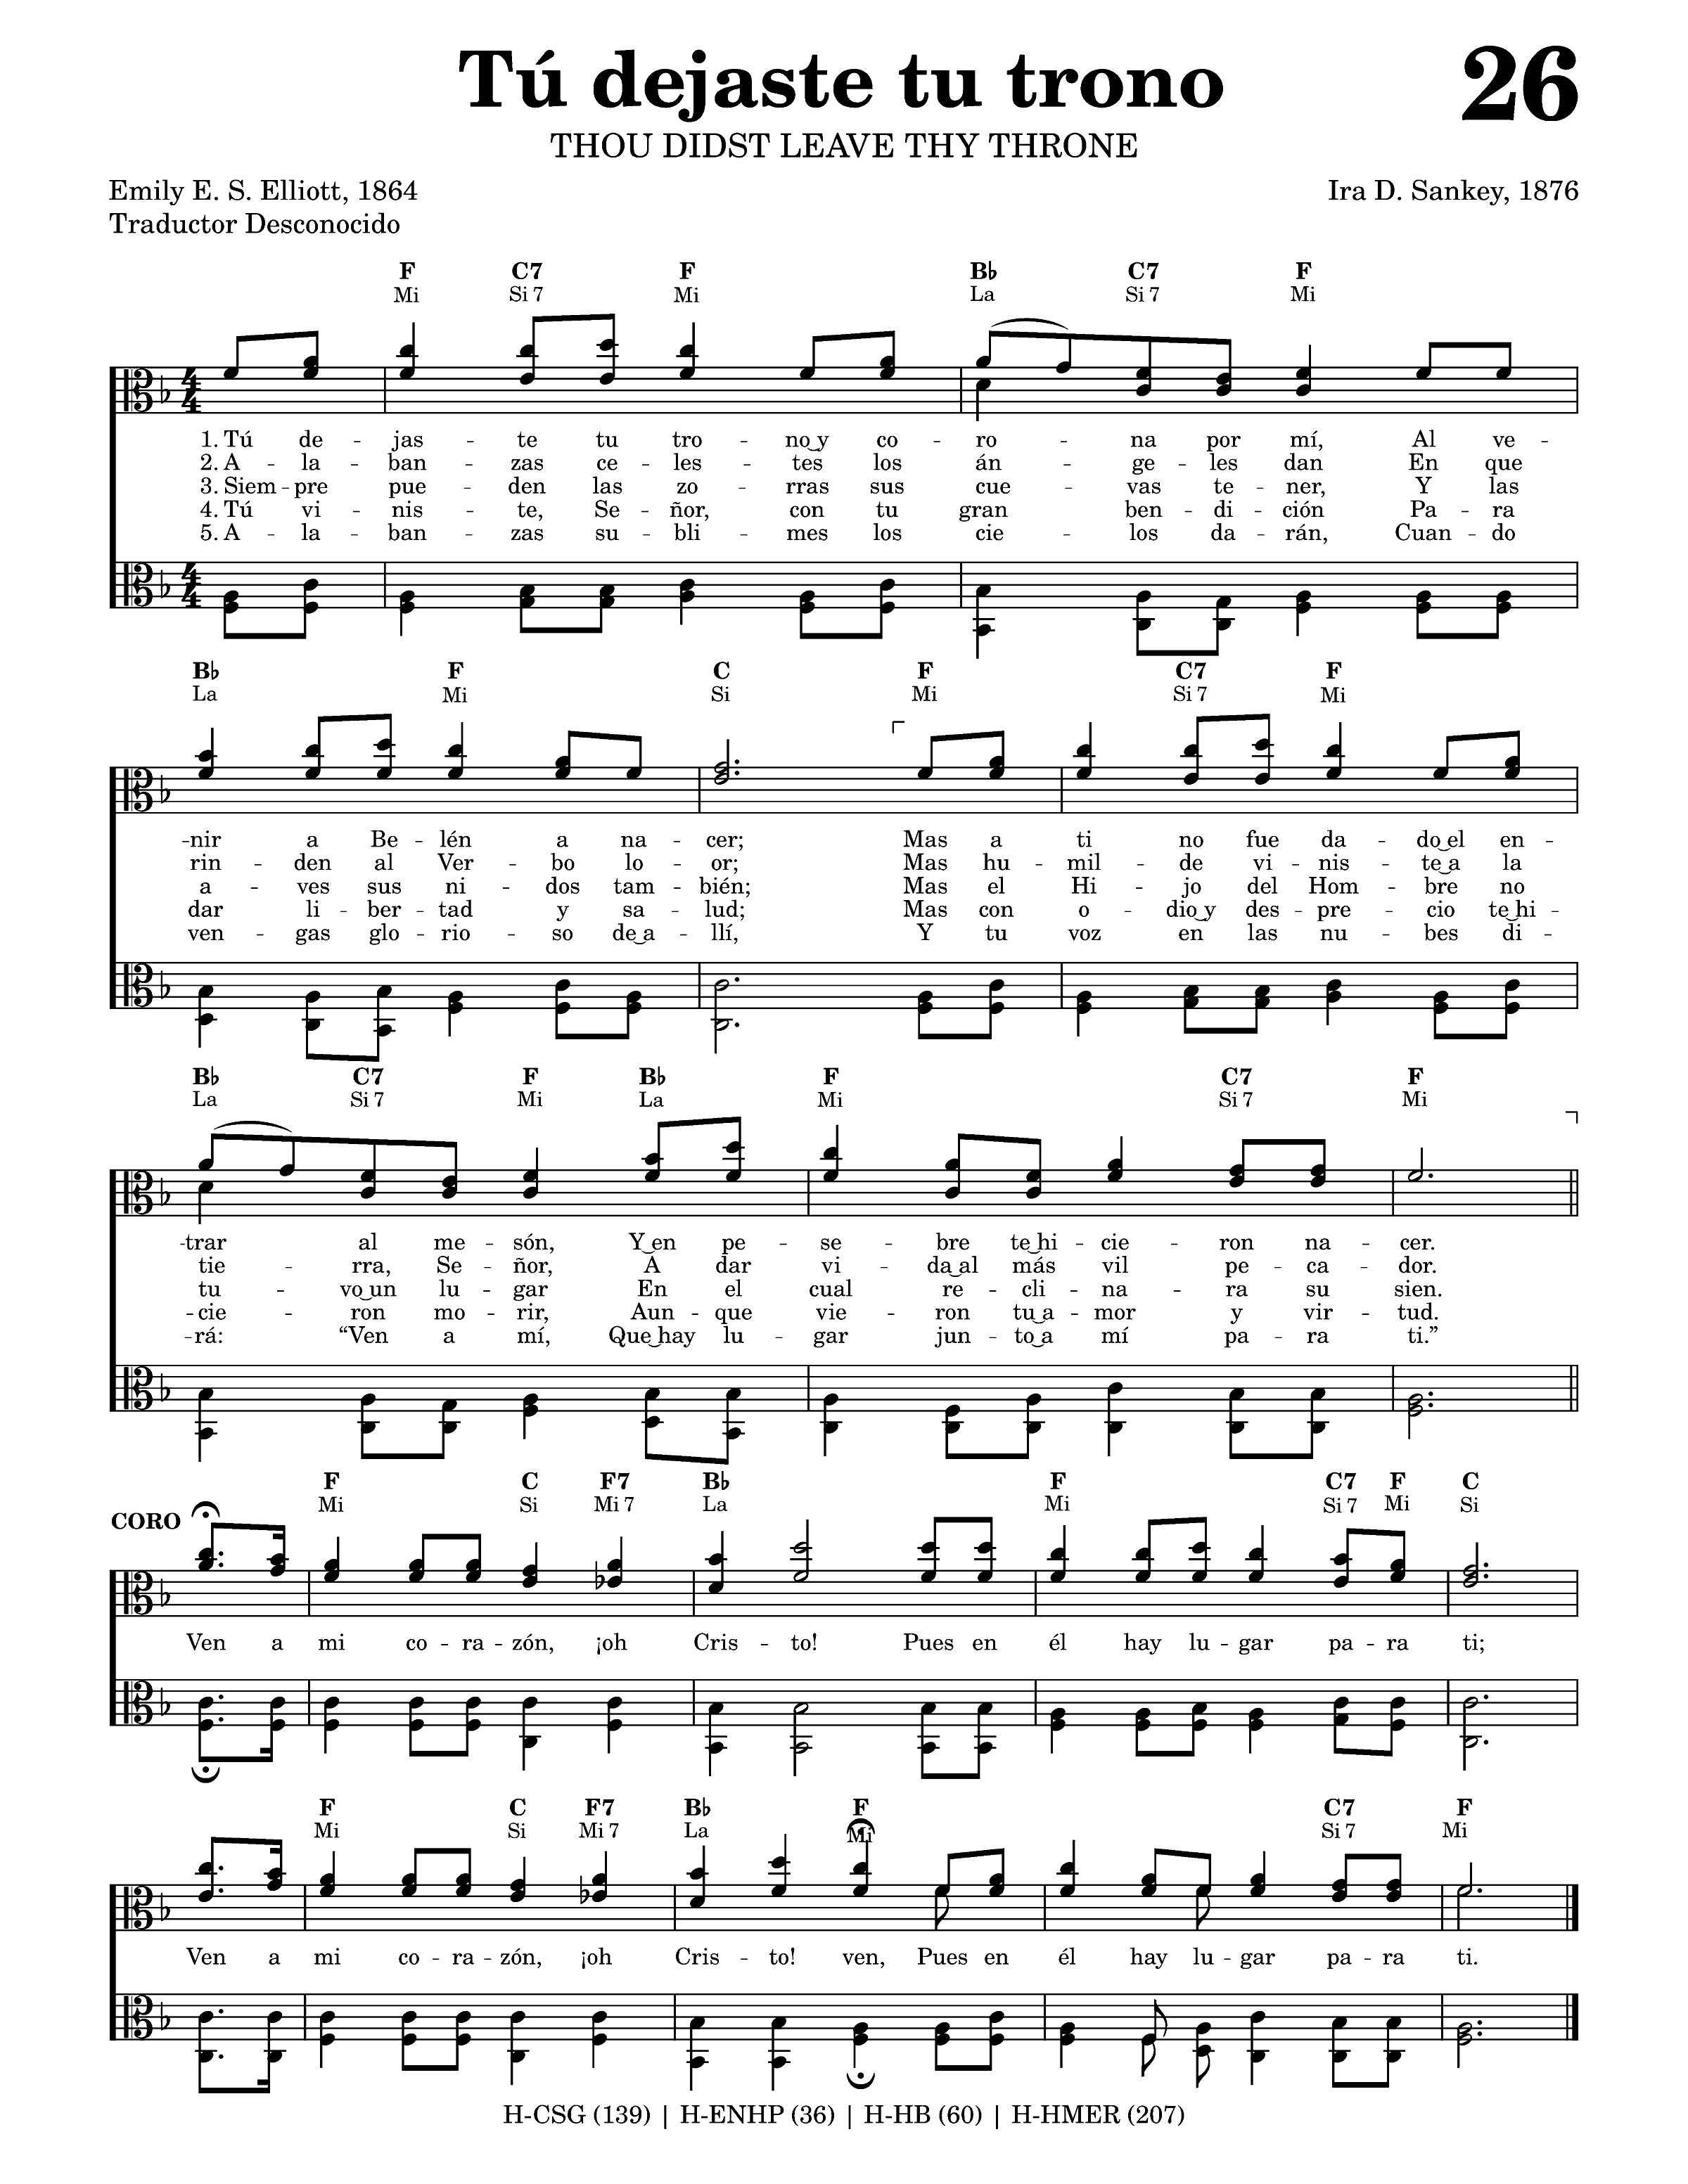 Tú dejaste tu trono
26
THOU DIDST LEAVE THY THRONE
Emily E. S. Elliott, 1864
Ira D. Sankey, 1876
Traductor Desconocido
F C7 F B♭ C7 F
Mi Si 7 Mi La Si 7 Mi
4 4
1. Tú de -- jas -- te tu tro -- no‿y co -- ro -- na por mí, Al ve --
2. A -- la -- ban -- zas ce -- les -- tes los án -- ge -- les dan En que
3. Siem -- pre pue -- den las zo -- rras sus cue -- vas te -- ner, Y las
4. Tú vi -- nis -- te, Se -- ñor, con tu gran ben -- di -- ción Pa -- ra
5. A -- la -- ban -- zas su -- bli -- mes los cie -- los da -- rán, Cuan -- do
4 4
B♭ F C F C7 F
La Mi Si Mi Si 7 Mi
-- nir a Be -- lén a na -- cer; Mas a ti no fue da -- do‿el en --
rin -- den al Ver -- bo lo -- or; Mas hu -- mil -- de vi -- nis -- te‿a la
a -- ves sus ni -- dos tam -- bién; Mas el Hi -- jo del Hom -- bre no
dar li -- ber -- tad y sa -- lud; Mas con o -- dio‿y des -- pre -- cio te‿hi --
ven -- gas glo -- rio -- so de‿a -- llí, Y tu voz en las nu -- bes di --
B♭ C7 F B♭ F C7 F
La Si 7 Mi La Mi Si 7 Mi
-- trar al me -- són, Y‿en pe -- se -- bre te‿hi -- cie -- ron na -- cer.
tie -- rra, Se -- ñor, A dar vi -- da‿al más vil pe -- ca -- dor.
tu -- vo‿un lu -- gar En el cual re -- cli -- na -- ra su sien.
-- cie -- ron mo -- rir, Aun -- que vie -- ron tu‿a -- mor y vir -- tud.
-- rá: “Ven a mí, Que‿hay lu -- gar jun -- to‿a mí pa -- ra ti.”
F C F7 B♭ F C7 F C
Mi Si Mi 7 La Mi Si 7 Mi Si
CORO
Ven a mi co -- ra -- zón, ¡oh Cris -- to! Pues en él hay lu -- gar pa -- ra ti;
F C F7 B♭ F C7 F
Mi Si Mi 7 La Mi Si 7 Mi
Ven a mi co -- ra -- zón, ¡oh Cris -- to! ven, Pues en él hay lu -- gar pa -- ra ti.
H-CSG (139) | H-ENHP (36) | H-HB (60) | H-HMER (207)